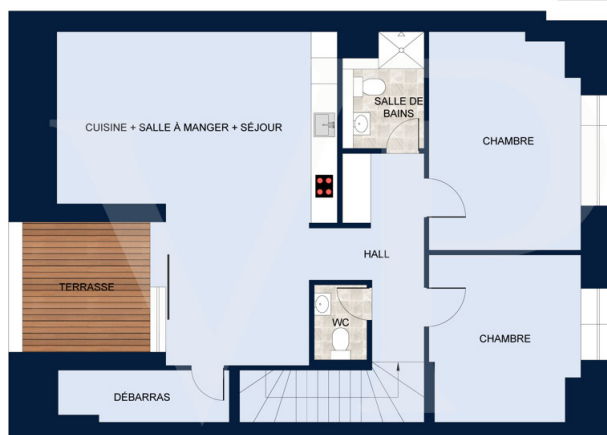 SALLE DE
BAINS
CUISINE + SALLE À MANGER + SÉJOUR
CHAMBRE
HALL
TERRASSE
WC
CHAMBRE
DÉBARRAS